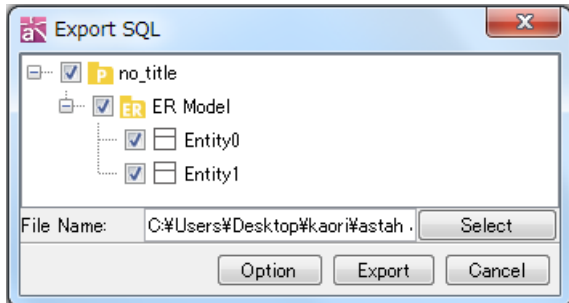 Export SQL
no_title
ER Model
Entity0
Entity1
File Name: C:¥Users¥Desktop¥kaori¥astah Select
Option Export Cancel